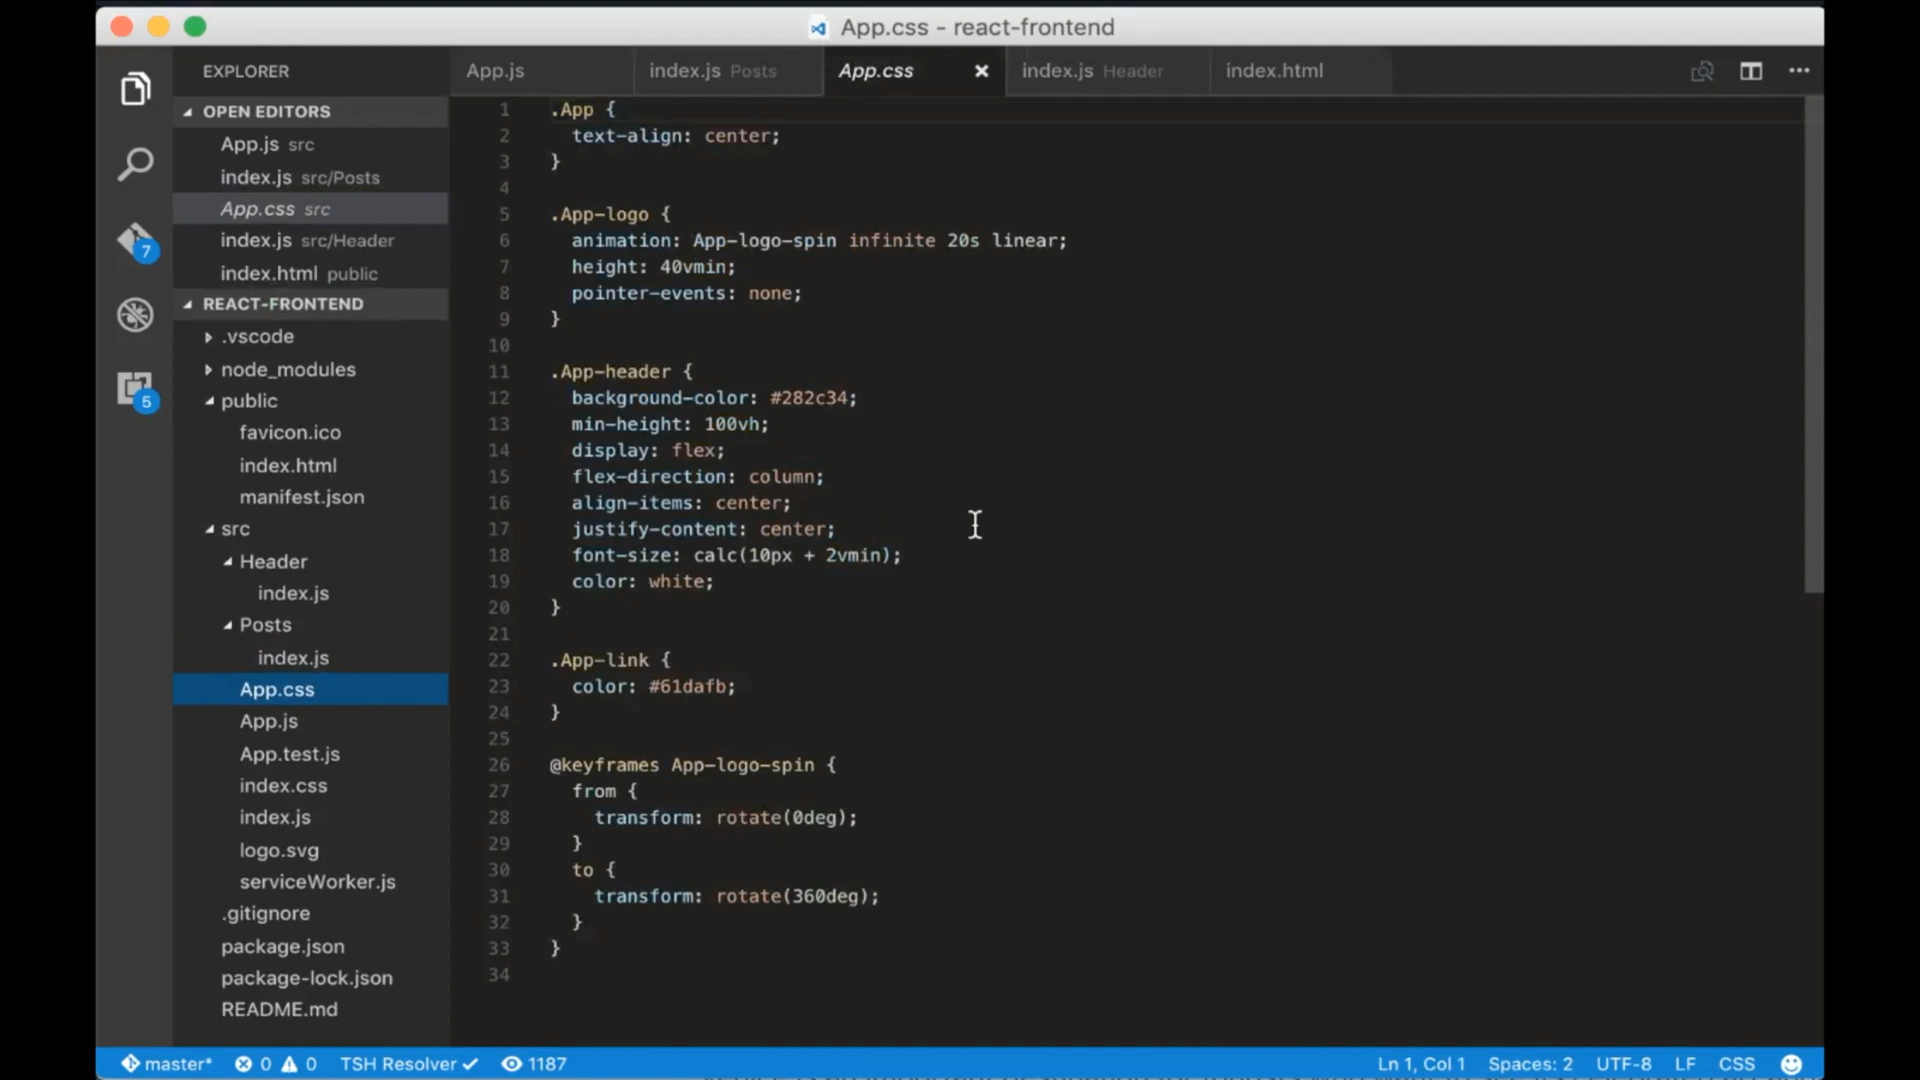 App.css - react-frontend
EXPLORER
OPEN EDITORS
App.js src
index.js src/Posts
App.css src
index.js src/Header
index.html public
REACT-FRONTEND
.vscode
node_modules
public
favicon.ico
index.html
manifest.json
src
Header
index.js
Posts
index.js
App.css
App.js
App.test.js
index.css
index.js
logo.svg
serviceWorker.js
.gitignore
package.json
package-lock.json
README.md
7
5
App.js
index.js Posts
App.css
index.js Header
index.html
1 .App {
2 text-align: center;
3 }
4
5 .App-logo {
6 animation: App-logo-spin infinite 20s linear;
7 height: 40vmin;
8 pointer-events: none;
9 }
10
11 .App-header {
12 background-color: #282c34;
13 min-height: 100vh;
14 display: flex;
15 flex-direction: column;
16 align-items: center;
17 justify-content: center;
18 font-size: calc(10px + 2vmin);
19 color: white;
20 }
21
22 .App-link {
23 color: #61dafb;
24 }
25
26 @keyframes App-logo-spin {
27 from {
28 transform: rotate(0deg);
29 }
30 to {
31 transform: rotate(360deg);
32 }
33 }
34
master* 0 0 TSH Resolver ✓ 1187 Ln 1, Col 1 Spaces: 2 UTF-8 LF CSS